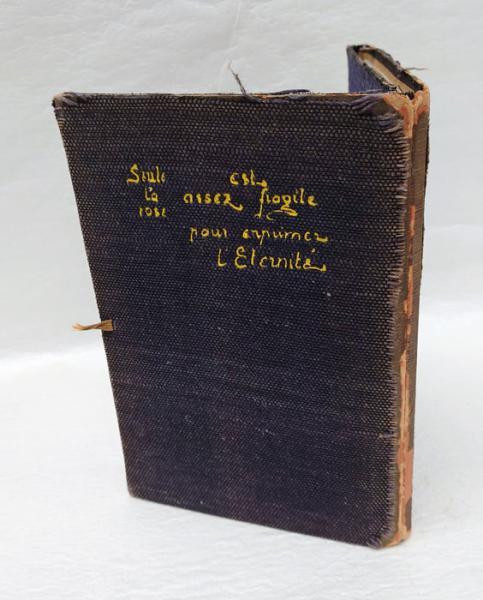 Seule est
la assez fragile
rose
pour exprimer
l'Eternité